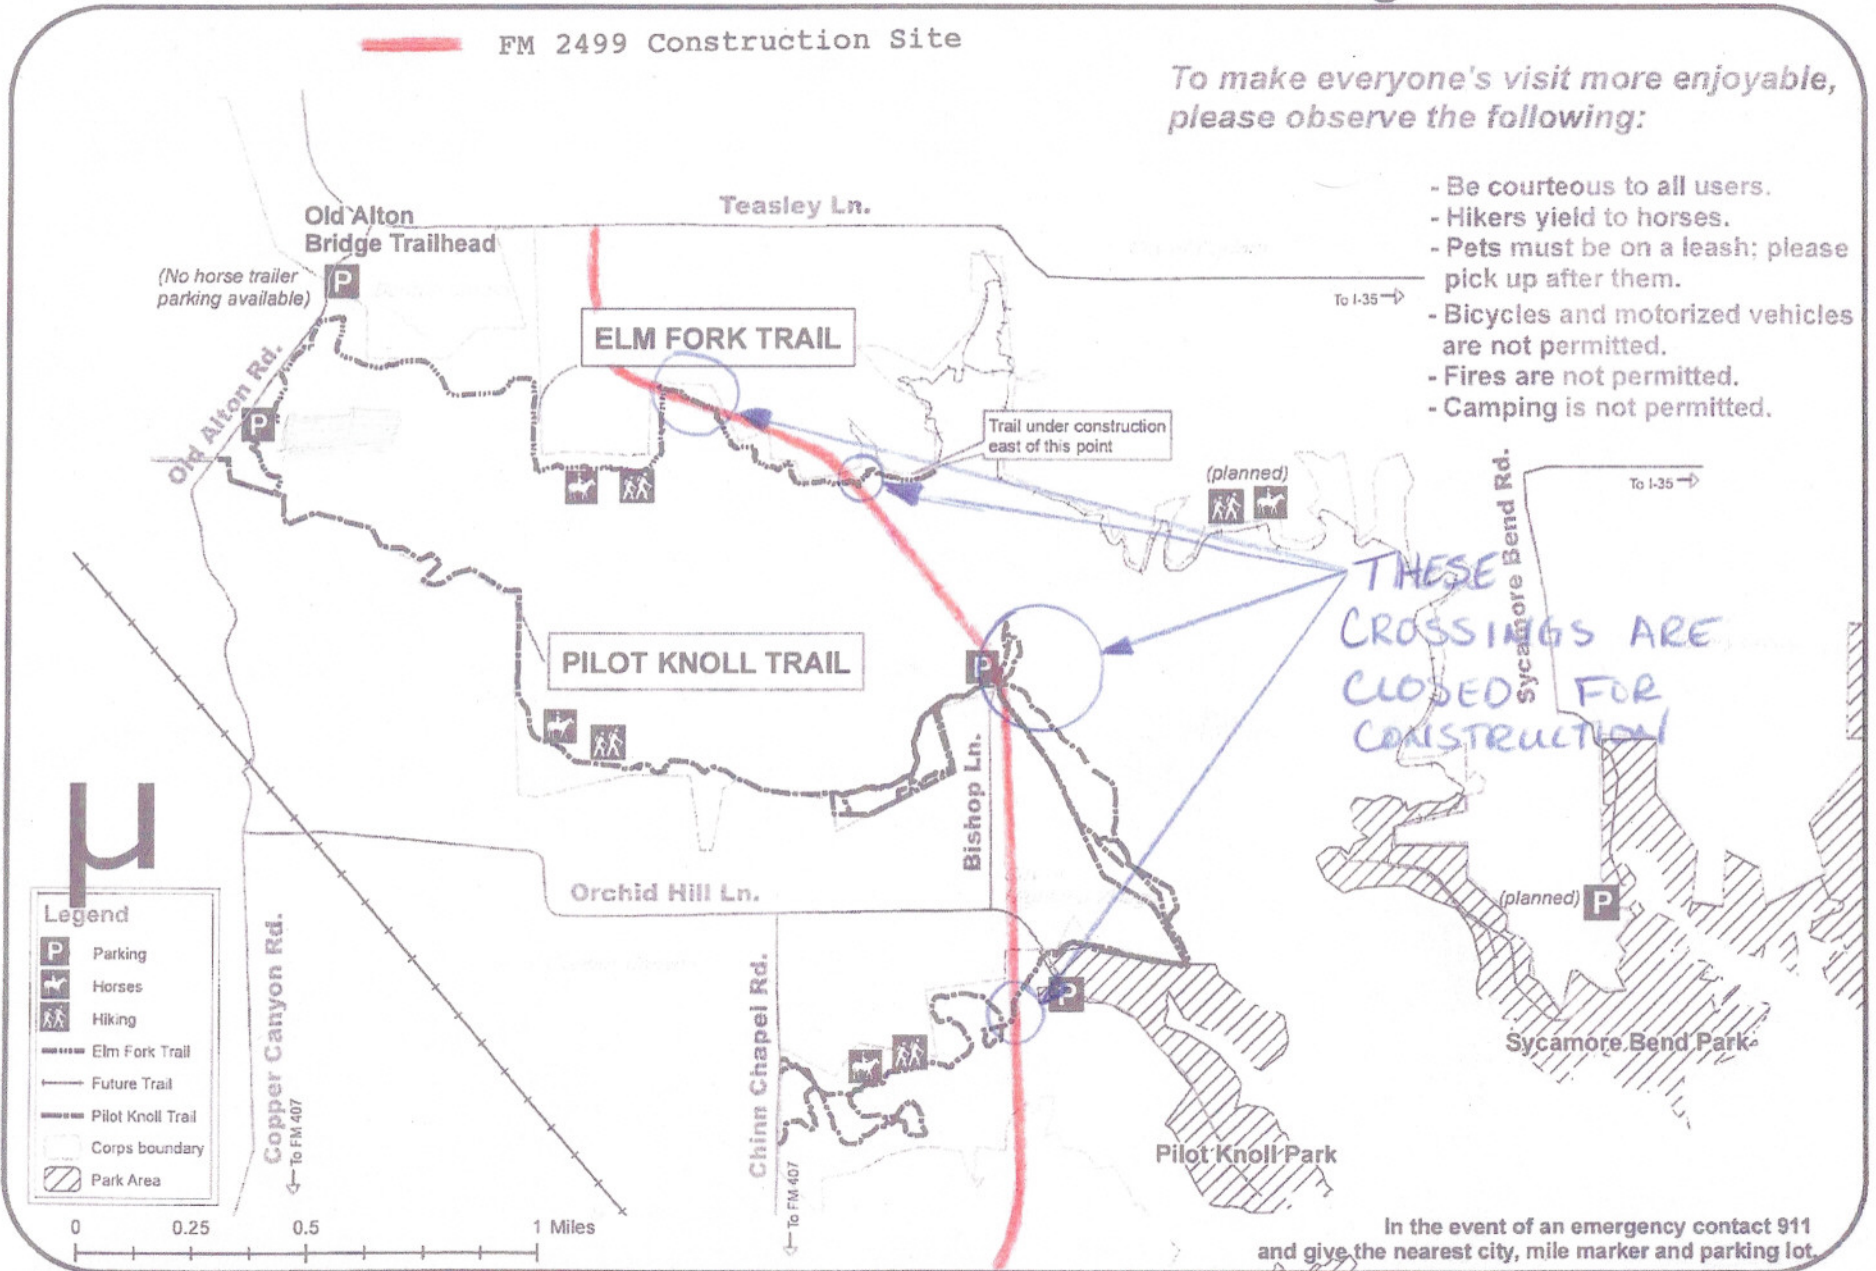 FM 2499 Construction Site
To make everyone's visit more enjoyable,
please observe the following:
- Be courteous to all users.
- Hikers yield to horses.
- Pets must be on a leash; please
pick up after them.
- Bicycles and motorized vehicles
are not permitted.
- Fires are not permitted.
- Camping is not permitted.
Teasley Ln.
Old Alton
Bridge Trailhead
P
(No horse trailer
parking available)
To I-35
ELM FORK TRAIL
Old Alton Rd.
P
Trail under construction
east of this point
(planned)
Sycamore Bend Rd.
To I-35
THESE
CROSSINGS ARE
CLOSED FOR
CONSTRUCTION
PILOT KNOLL TRAIL
P
Bishop Ln.
Orchid Hill Ln.
(planned) P
P
Sycamore Bend Park
Pilot Knoll Park
Copper Canyon Rd.
To FM 407
Chinn Chapel Rd.
To FM 407
µ
Legend
P Parking
Horses
Hiking
Elm Fork Trail
Future Trail
Pilot Knoll Trail
Corps boundary
Park Area
0 0.25 0.5 1 Miles
In the event of an emergency contact 911
and give the nearest city, mile marker and parking lot.